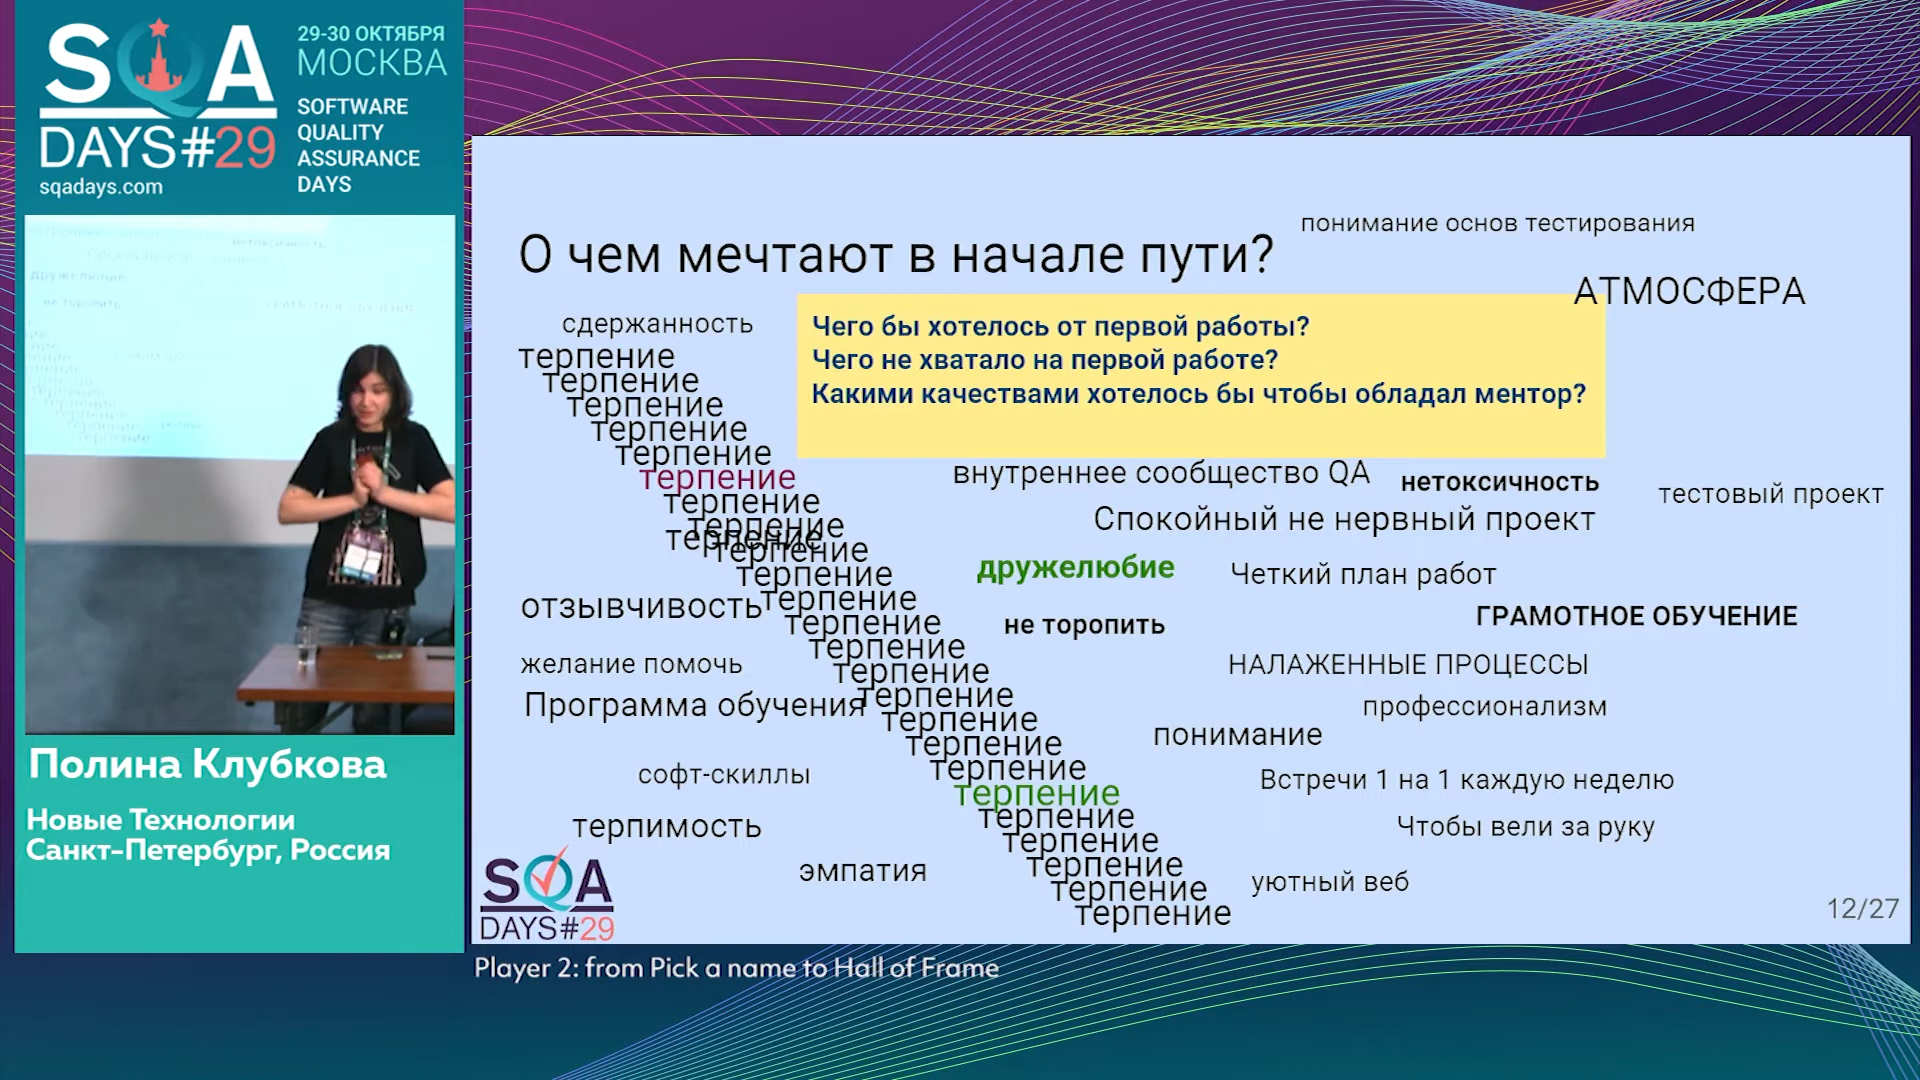 SQA
DAYS#29
sqadays.com
29-30 ОКТЯБРЯ
МОСКВА
SOFTWARE
QUALITY
ASSURANCE
DAYS
нетоксичность
дружелюбие
не торопить
ГРАМОТНОЕ ОБУЧЕНИЕ
Полина Клубкова
Новые Технологии
Санкт-Петербург, Россия
понимание основ тестирования
О чем мечтают в начале пути?
АТМОСФЕРА
сдержанность
Чего бы хотелось от первой работы?
Чего не хватало на первой работе?
Какими качествами хотелось бы чтобы обладал ментор?
терпение
терпение
терпение
терпение
терпение
терпение
терпение
терпение
терпение
терпение
терпение
внутреннее сообщество QA
нетоксичность
тестовый проект
Спокойный не нервный проект
дружелюбие
Четкий план работ
отзывчивость
терпение
терпение
не торопить
ГРАМОТНОЕ ОБУЧЕНИЕ
терпение
желание помочь
терпение
НАЛАЖЕННЫЕ ПРОЦЕССЫ
Программа обучения
терпение
терпение
профессионализм
терпение
понимание
софт-скиллы
терпение
терпение
Встречи 1 на 1 каждую неделю
терпимость
терпение
терпение
Чтобы вели за руку
эмпатия
терпение
терпение
терпение
уютный веб
SQA
DAYS#29
12/27
Player 2: from Pick a name to Hall of Frame